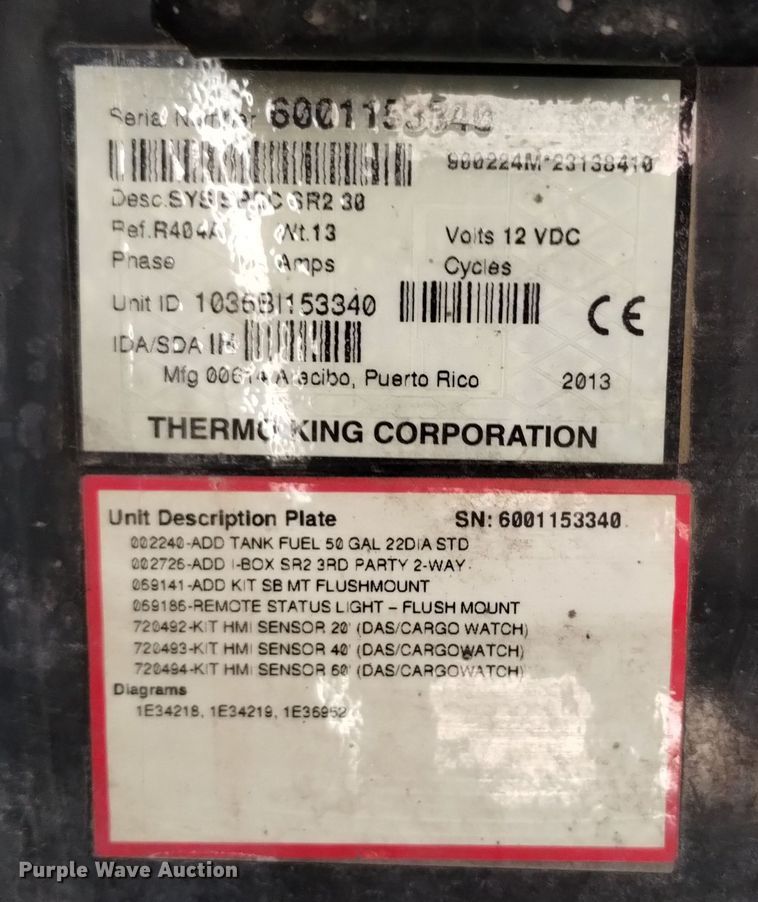 Serial Number 6001153340
900224M*23138410
Desc.SYS SR2 30
Ref.R404A Wt.13 Volts 12 VDC
Phase Amps Cycles
Unit ID 1036BI153340
CE
IDA/SDA
Mfg 00614 Arecibo, Puerto Rico 2013
THERMO KING CORPORATION
Unit Description Plate SN: 6001153340
002240-ADD TANK FUEL 50 GAL 22DIA STD
002726-ADD I-BOX SR2 3RD PARTY 2-WAY
059141-ADD KIT SB MT FLUSHMOUNT
059186-REMOTE STATUS LIGHT - FLUSH MOUNT
720492-KIT HMI SENSOR 20' (DAS/CARGO WATCH)
720493-KIT HMI SENSOR 40' (DAS/CARGOWATCH)
720494-KIT HMI SENSOR 60' (DAS/CARGOWATCH)
Diagrams
1E34218, 1E34219, 1E36952
Purple Wave Auction